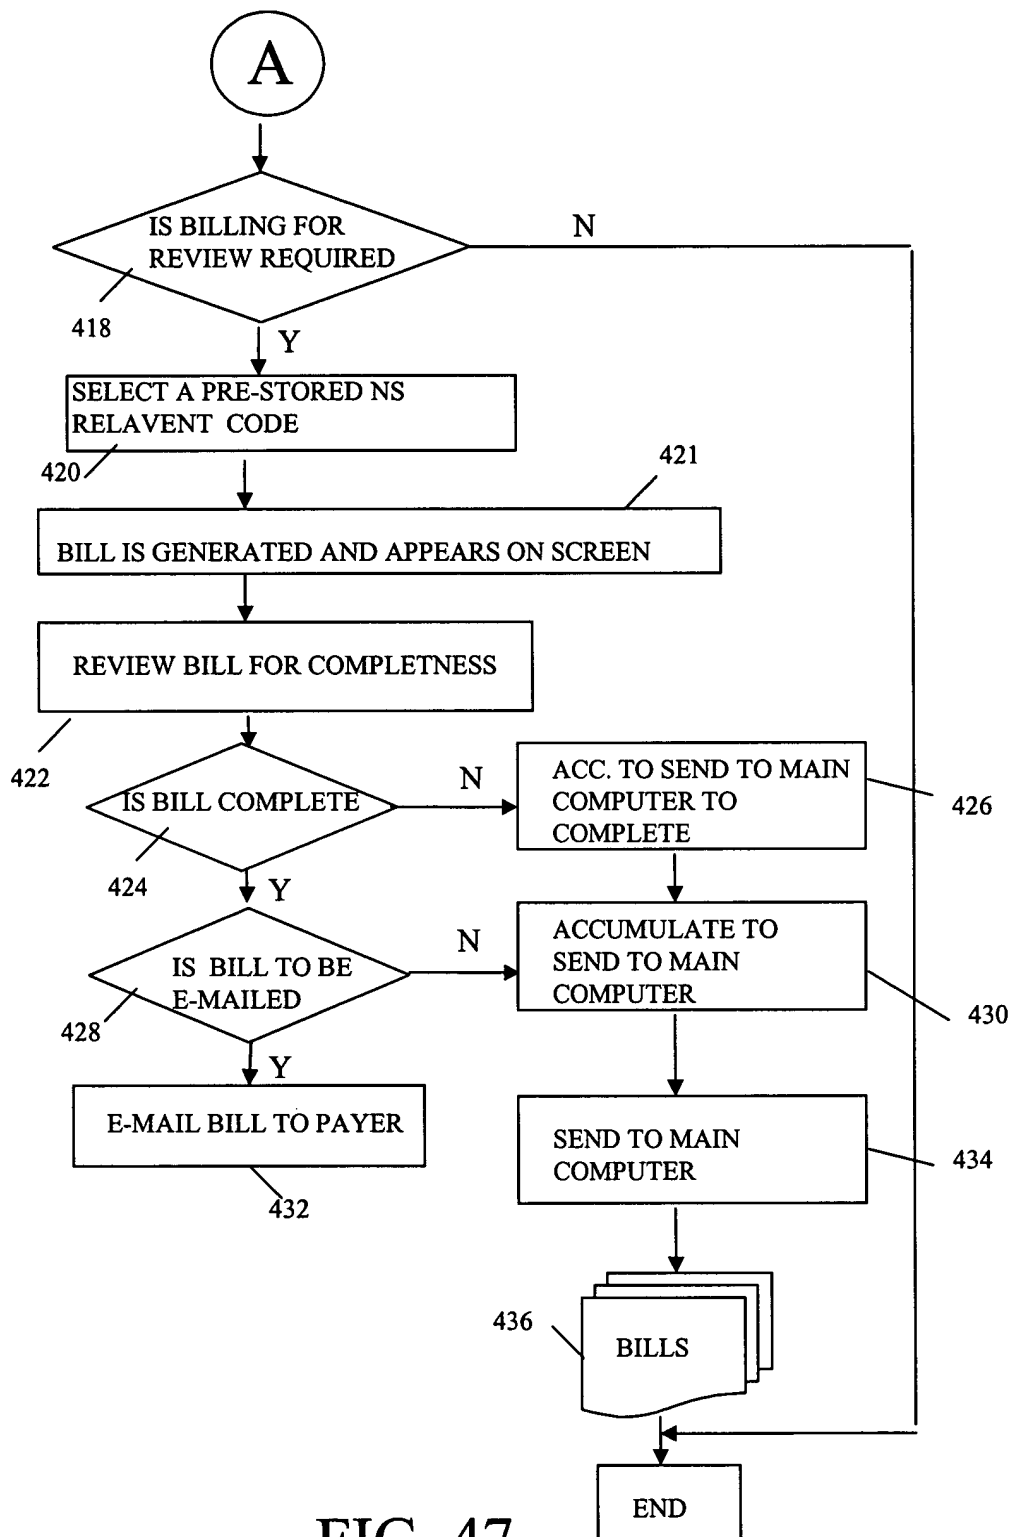 A
IS BILLING FOR
REVIEW REQUIRED
N
418
Y
SELECT A PRE-STORED NS
RELAVENT CODE
420
421
BILL IS GENERATED AND APPEARS ON SCREEN
REVIEW BILL FOR COMPLETNESS
422
IS BILL COMPLETE
N
424
Y
ACC. TO SEND TO MAIN
COMPUTER TO
COMPLETE
426
IS BILL TO BE
E-MAILED
N
428
Y
ACCUMULATE TO
SEND TO MAIN
COMPUTER
430
E-MAIL BILL TO PAYER
432
SEND TO MAIN
COMPUTER
434
436
BILLS
END
FIG. 47